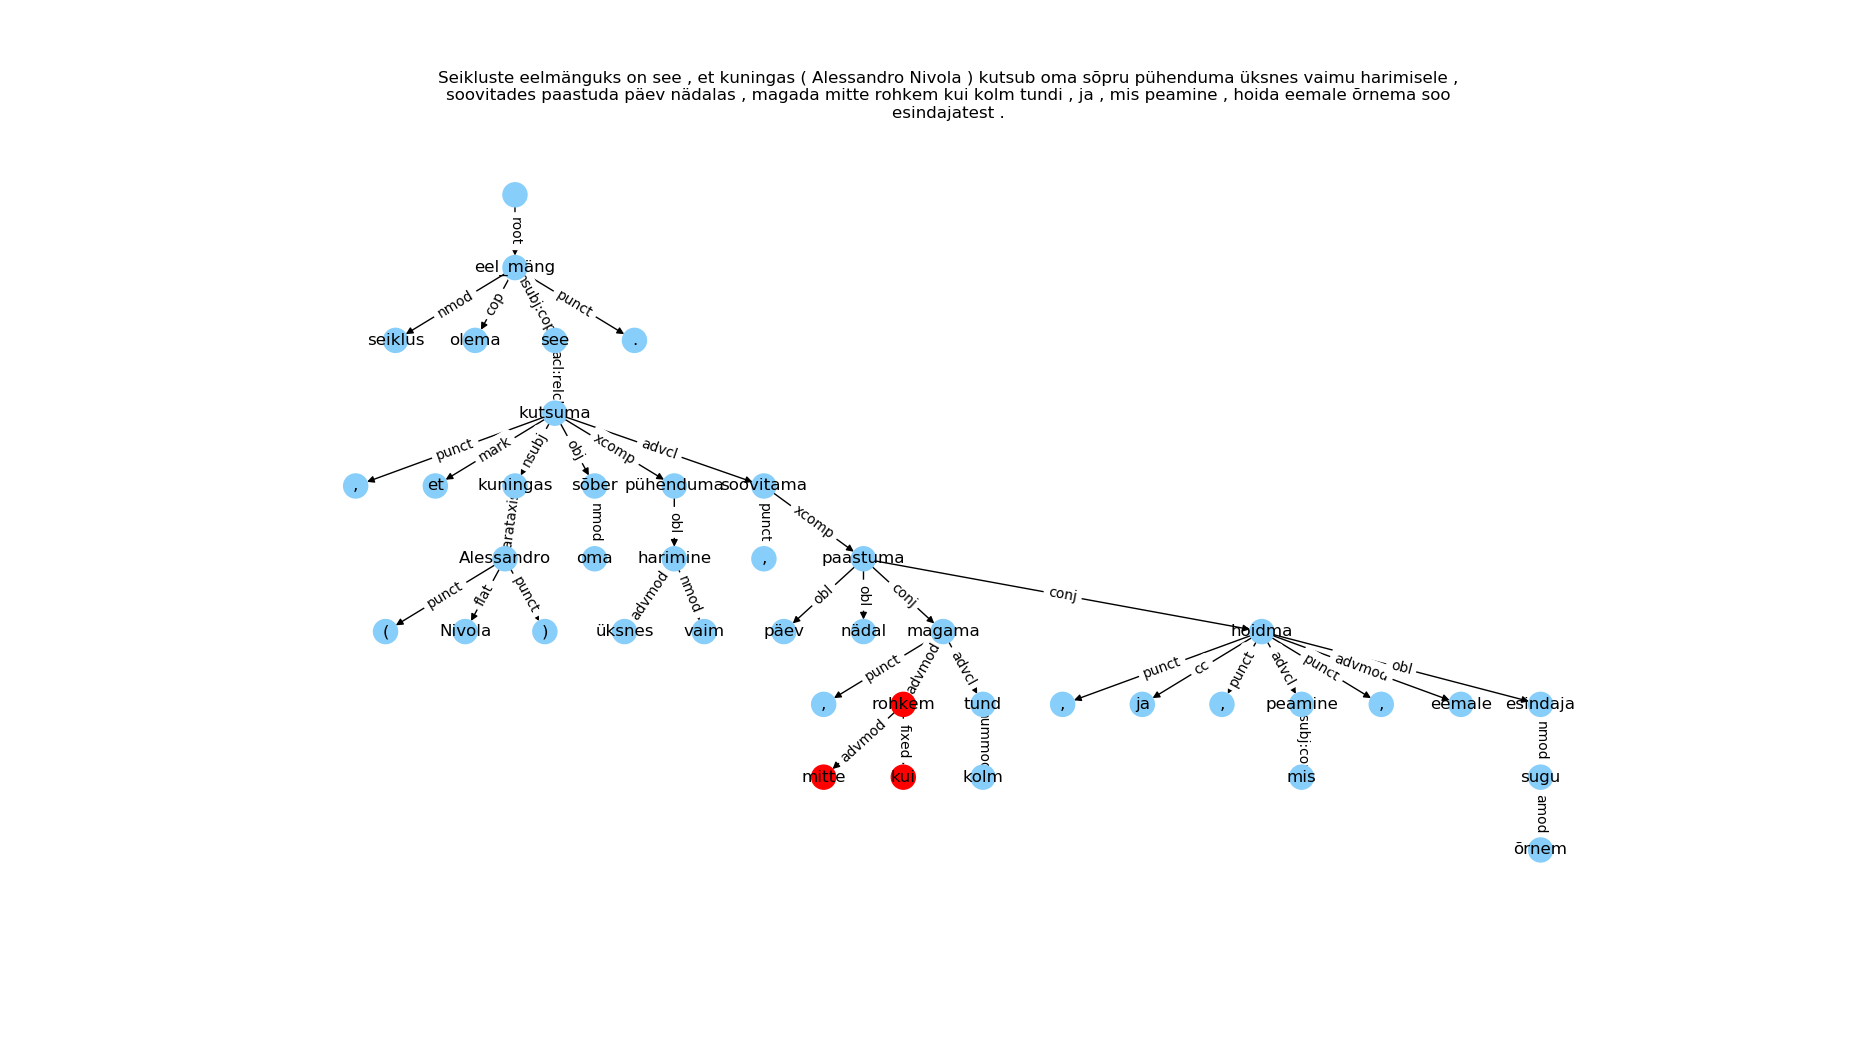 Seikluste eelmänguks on see , et kuningas ( Alessandro Nivola ) kutsub oma sõpru pühenduma üksnes vaimu harimisele ,
soovitades paastuda päev nädalas , magada mitte rohkem kui kolm tundi , ja , mis peamine , hoida eemale õrnema soo
esindajatest .
root
eel_mäng
nmod cop nsubj:cop punct
seiklus olema see .
acl:relcl
kutsuma
punct mark nsubj obj xcomp advcl
, et kuningas sõber pühenduma soovitama
parataxis nmod obl punct xcomp
Alessandro oma harimine , paastuma
punct flat punct advmod nmod obl obl conj conj
( Nivola ) üksnes vaim päev nädal magama hoidma
punct advmod advcl punct cc punct advcl punct advmod obl
, rohkem tund , ja , peamine , eemale esindaja
advmod fixed nummod nsubj:cop nmod
mitte kui kolm mis sugu
amod
õrnem